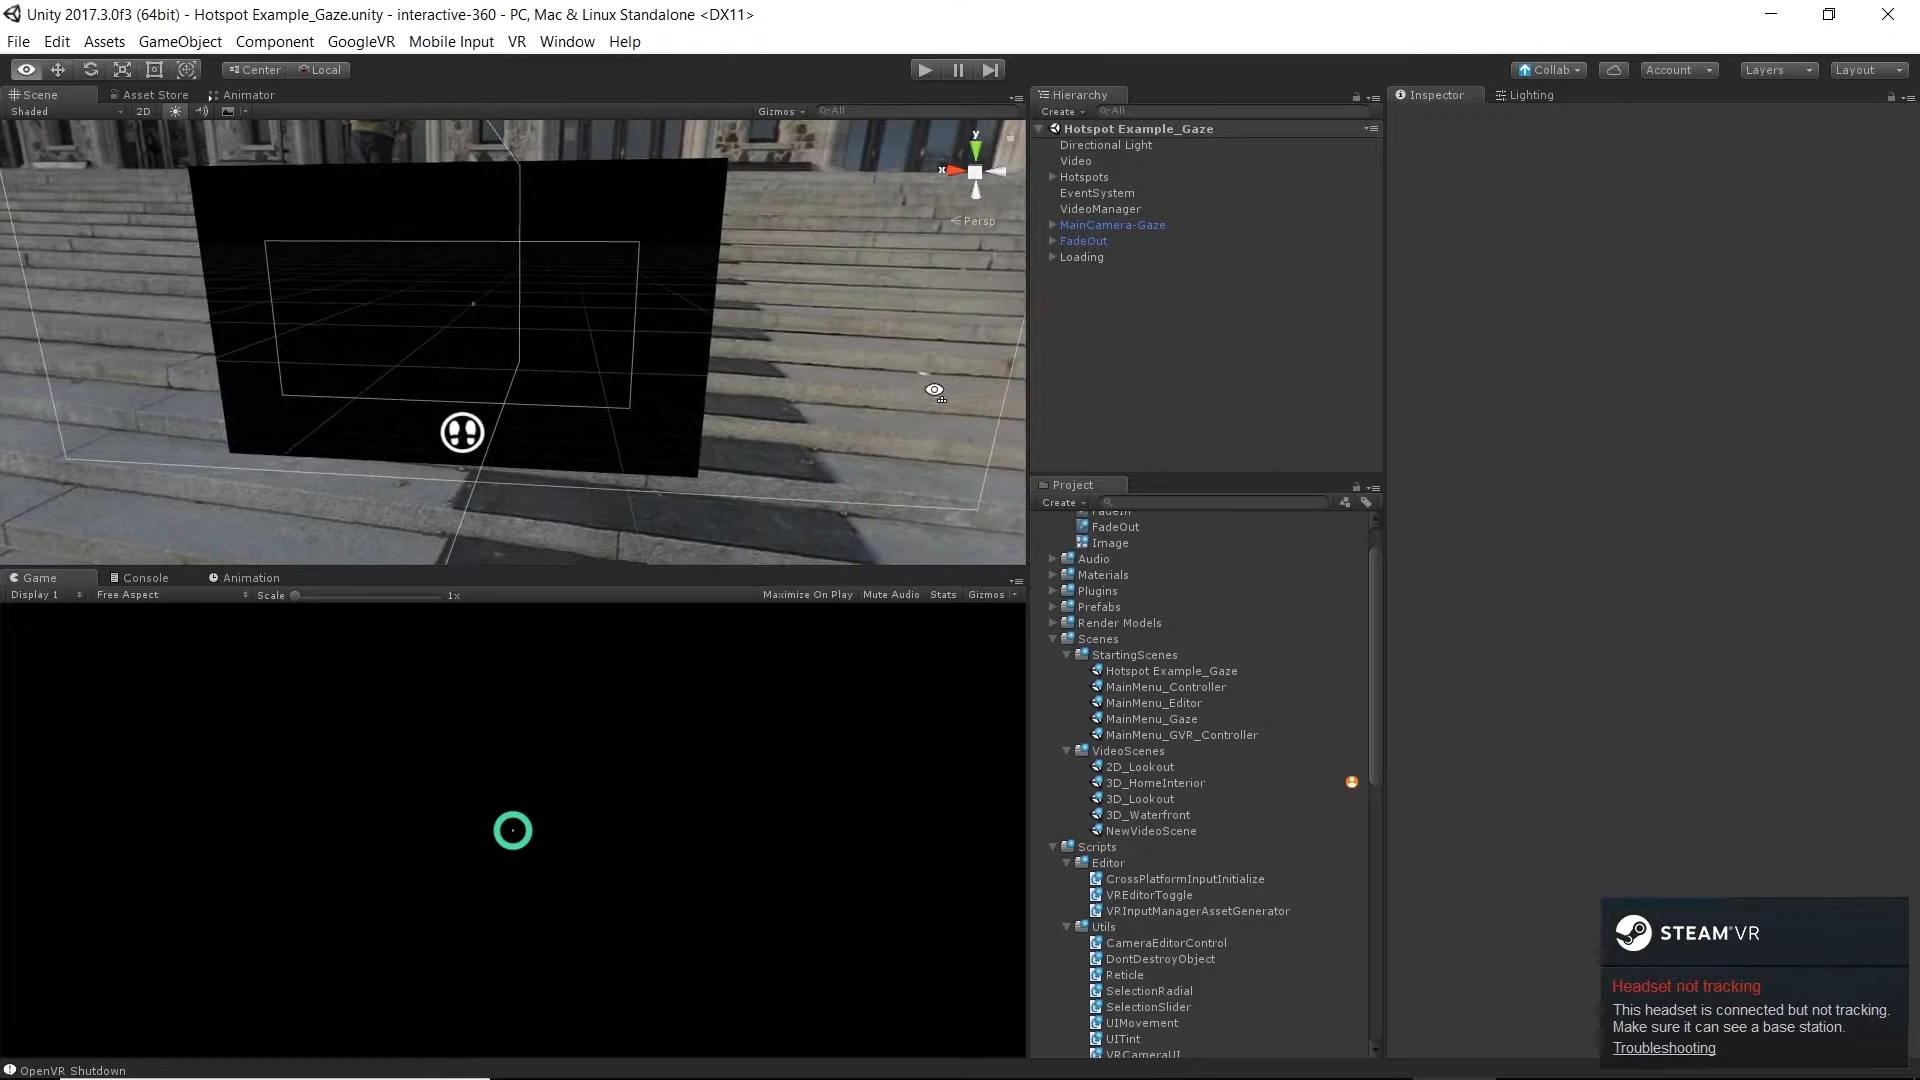 Unity 2017.3.0f3 (64bit) - Hotspot Example_Gaze.unity - interactive-360 - PC, Mac & Linux Standalone <DX11>
File Edit Assets GameObject Component GoogleVR Mobile Input VR Window Help
Center Local
Collab Account Layers Layout
Scene Asset Store Animator
Shaded 2D Gizmos All
y
x
Persp
Hierarchy
Create All
Hotspot Example_Gaze
Directional Light
Video
Hotspots
EventSystem
VideoManager
MainCamera-Gaze
FadeOut
Loading
Inspector Lighting
Game Console Animation
Display 1 Free Aspect Scale 1x Maximize On Play Mute Audio Stats Gizmos
Project
Create
FadeIn
FadeOut
Image
Audio
Materials
Plugins
Prefabs
Render Models
Scenes
StartingScenes
Hotspot Example_Gaze
MainMenu_Controller
MainMenu_Editor
MainMenu_Gaze
MainMenu_GVR_Controller
VideoScenes
2D_Lookout
3D_HomeInterior
3D_Lookout
3D_Waterfront
NewVideoScene
Scripts
Editor
CrossPlatformInputInitialize
VREditorToggle
VRInputManagerAssetGenerator
Utils
CameraEditorControl
DontDestroyObject
Reticle
SelectionRadial
SelectionSlider
UIMovement
UITint
VRCameraUI
STEAM VR
Headset not tracking
This headset is connected but not tracking.
Make sure it can see a base station.
Troubleshooting
OpenVR Shutdown